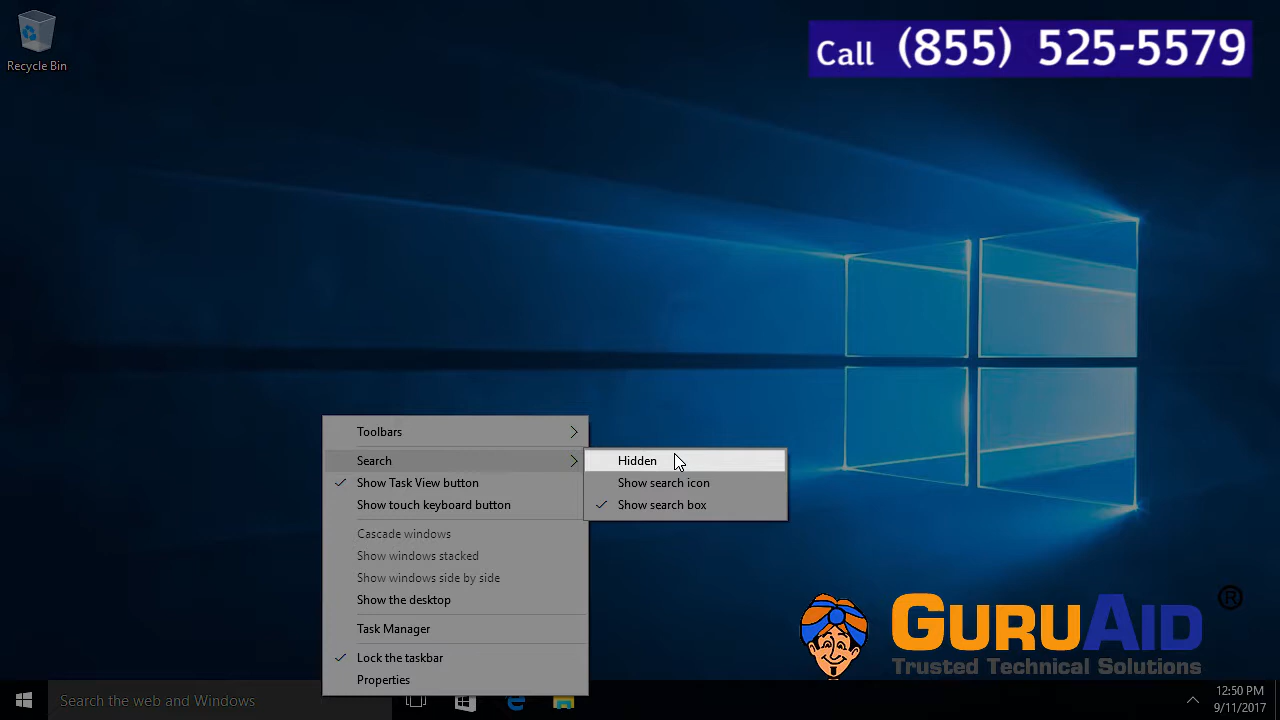 Call (855) 525-5579
Recycle Bin
Toolbars
Search
Show Task View button
Show touch keyboard button
Cascade windows
Show windows stacked
Show windows side by side
Show the desktop
Task Manager
Lock the taskbar
Properties
Hidden
Show search icon
Show search box
GURUAID ®
Trusted Technical Solutions
Search the web and Windows
12:50 PM
9/11/2017